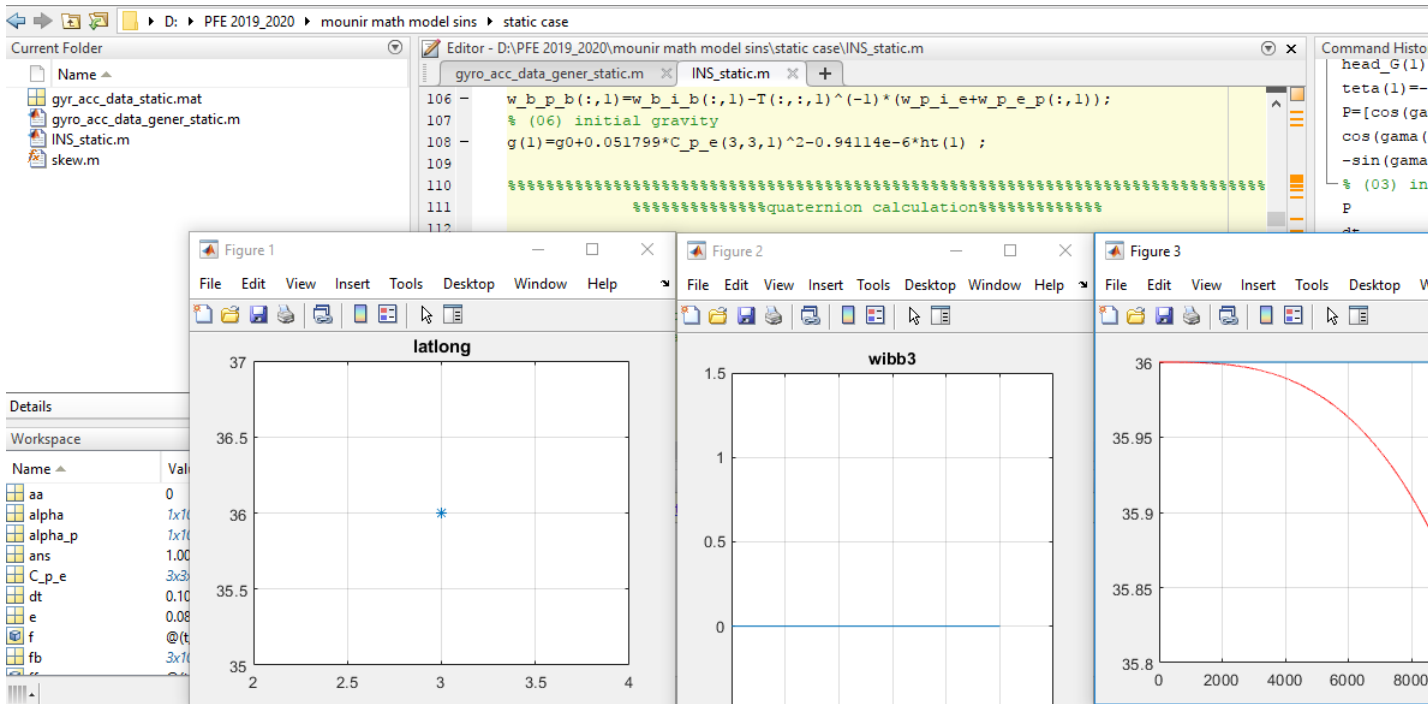 D: PFE 2019_2020 mounir math model sins static case
Current Folder
Name
gyr_acc_data_static.mat
gyro_acc_data_gener_static.m
INS_static.m
skew.m
Details
Workspace
Name Val
aa 0
alpha 1x10
alpha_p 1x10
ans 1.00
C_p_e 3x3
dt 0.10
e 0.08
f @(t
fb 3x10
Editor - D:\PFE 2019_2020\mounir math model sins\static case\INS_static.m
gyro_acc_data_gener_static.m INS_static.m
106 w_b_p_b(:,1)=w_b_i_b(:,1)-T(:,:,1)^(-1)*(w_p_i_e+w_p_e_p(:,1));
107 % (06) initial gravity
108 g(1)=g0+0.051799*C_p_e(3,3,1)^2-0.94114e-6*ht(1) ;
109
110 %%%%%%%%%%%%%%%%%%%%%%%%%%%%%%%%%%%%%%%%%%%%%%%%%%%%%%%%%%%%%%%%%%%%%%%%%%%%%%%%
111 %%%%%%%%%%%%%%quaternion calculation%%%%%%%%%%%%%
112
Command Histo
head_G(1)
teta(1)=-
P=[cos(ga
cos(gama(
-sin(gama
% (03) in
P
dt
Figure 1
File Edit View Insert Tools Desktop Window Help
latlong
37
36.5
36
35.5
35
2 2.5 3 3.5 4
Figure 2
File Edit View Insert Tools Desktop Window Help
wibb3
1.5
1
0.5
0
Figure 3
File Edit View Insert Tools Desktop W
36
35.95
35.9
35.85
35.8
0 2000 4000 6000 8000